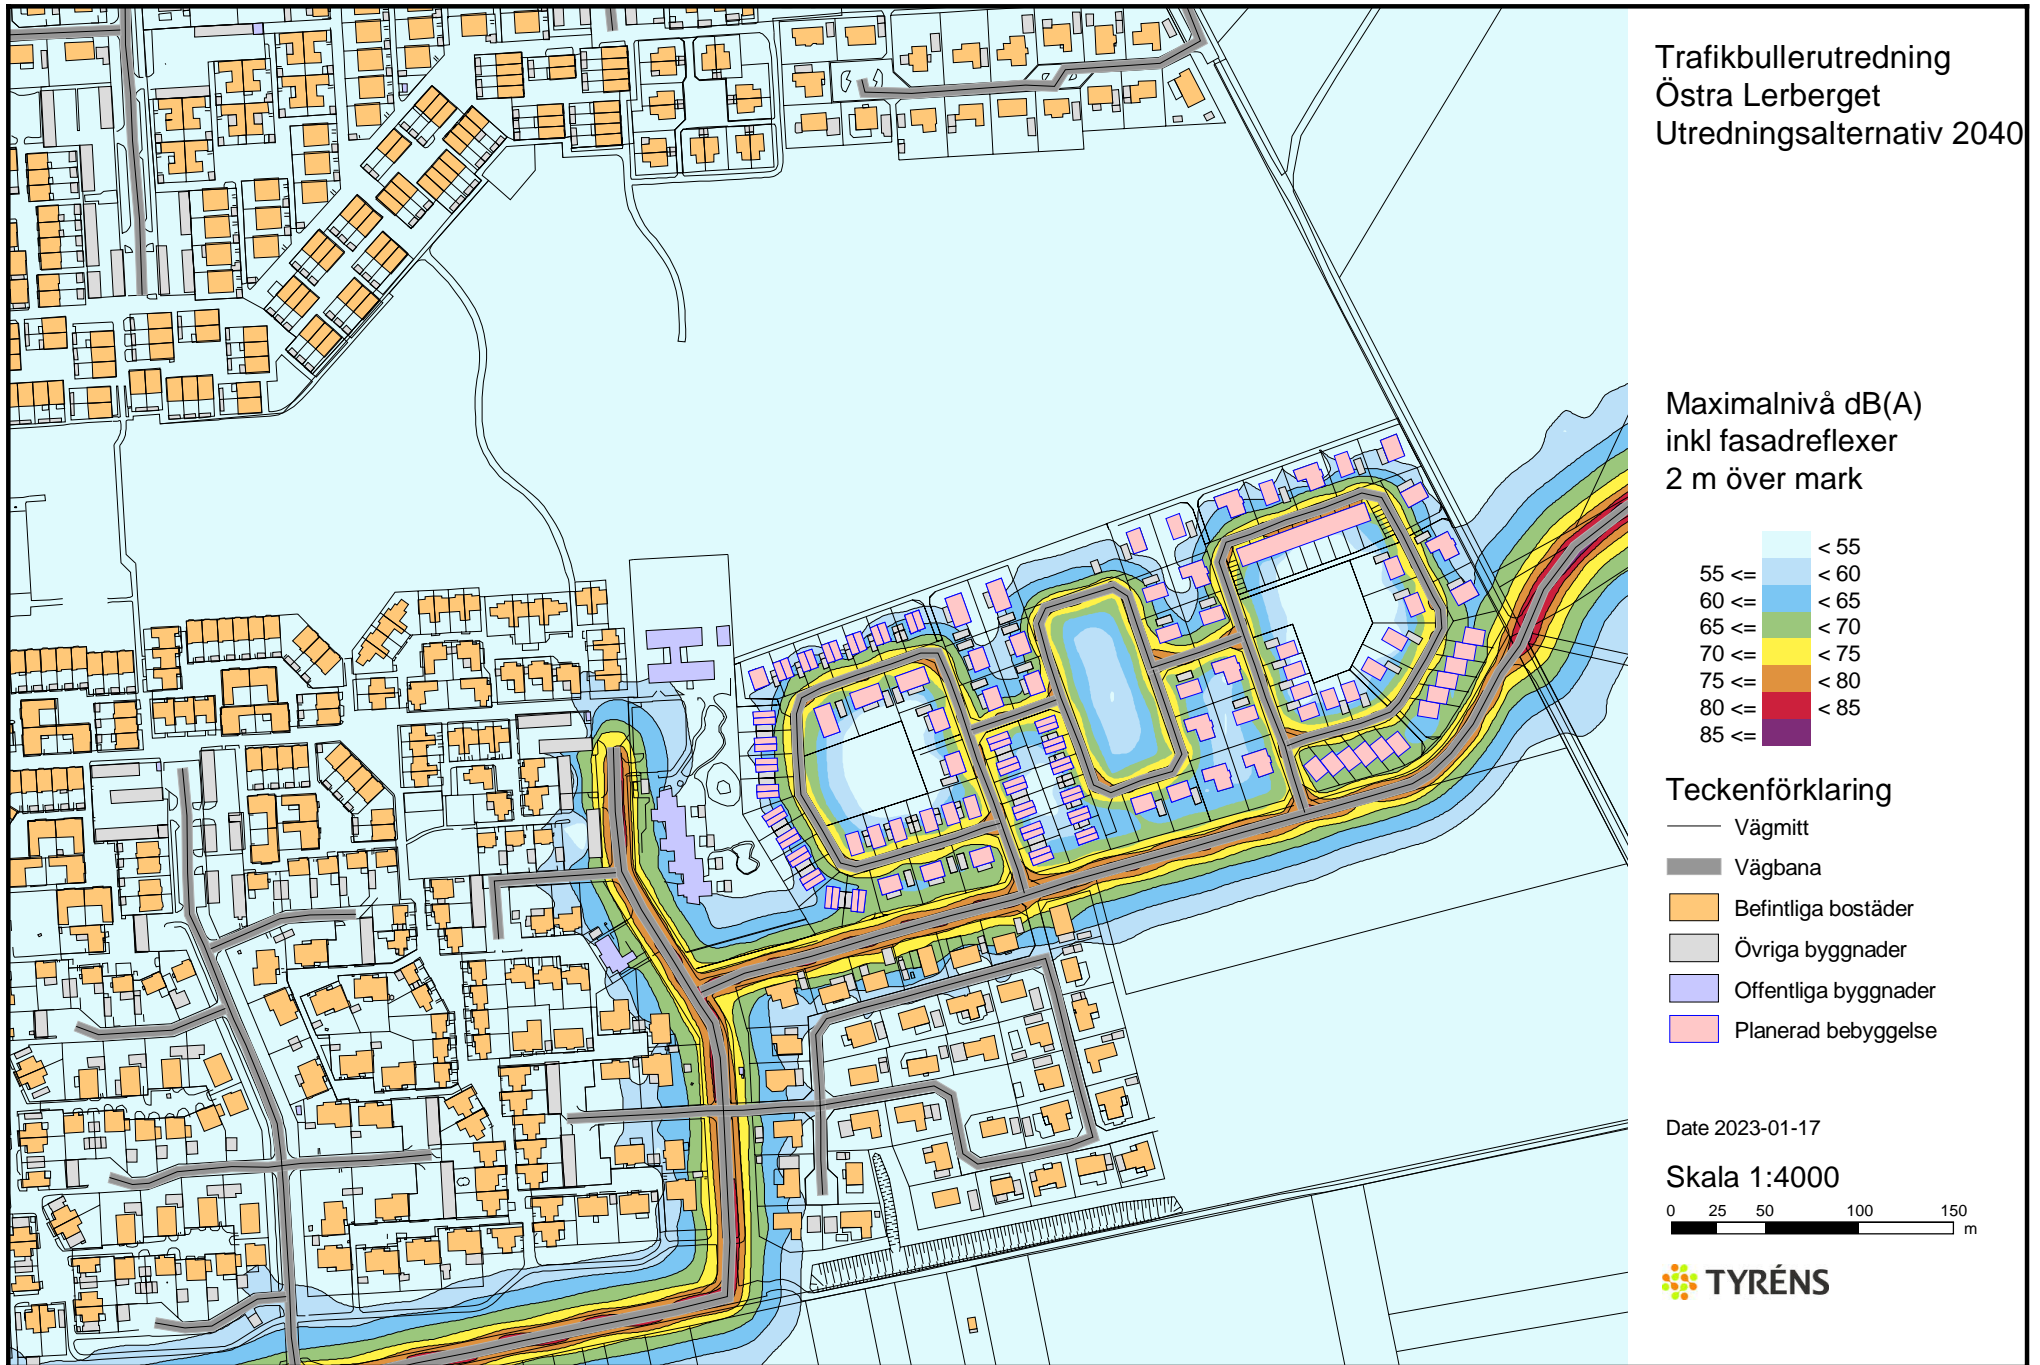 Trafikbullerutredning
Östra Lerberget
Utredningsalternativ 2040
Maximalnivå dB(A)
inkl fasadreflexer
2 m över mark
< 55
55 <= < 60
60 <= < 65
65 <= < 70
70 <= < 75
75 <= < 80
80 <= < 85
85 <=
Teckenförklaring
Vägmitt
Vägbana
Befintliga bostäder
Övriga byggnader
Offentliga byggnader
Planerad bebyggelse
Date 2023-01-17
Skala 1:4000
0 25 50 100 150
m
TYRÉNS